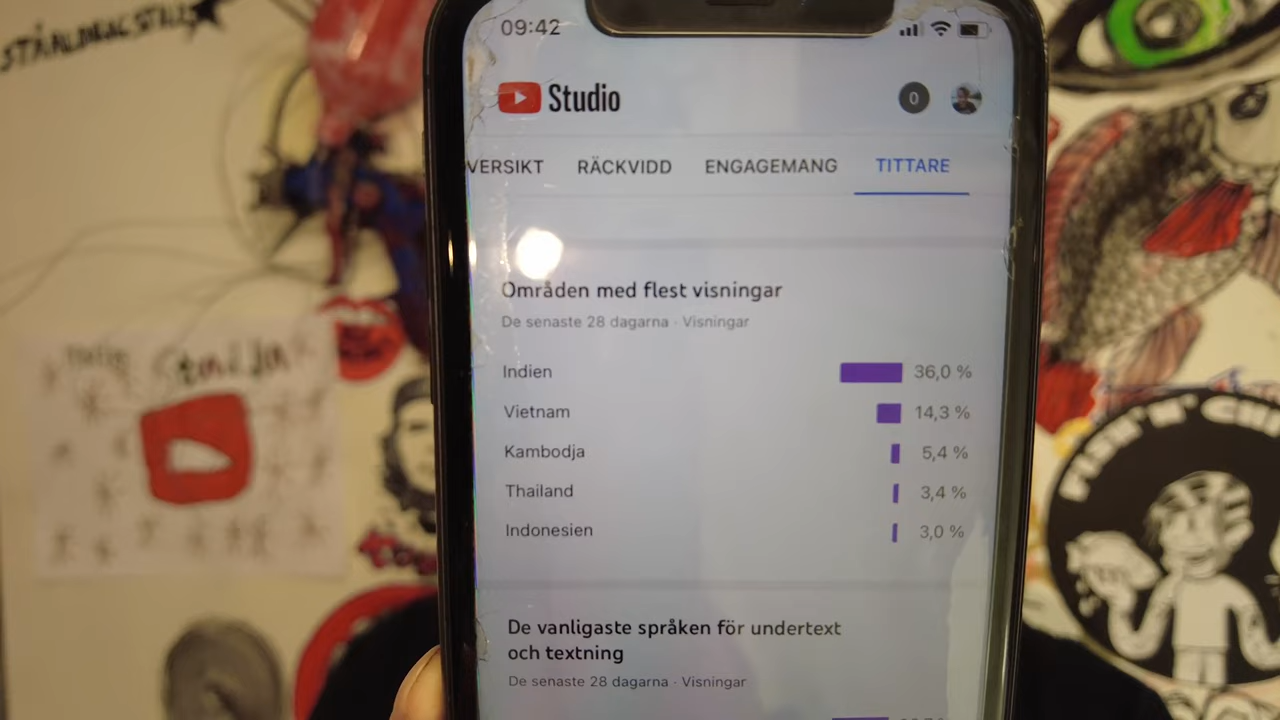 09:42
Studio
0
VERSIKT RÄCKVIDD ENGAGEMANG TITTARE
Områden med flest visningar
De senaste 28 dagarna · Visningar
Indien 36,0 %
Vietnam 14,3 %
Kambodja 5,4 %
Thailand 3,4 %
Indonesien 3,0 %
De vanligaste språken för undertext
och textning
De senaste 28 dagarna · Visningar
FISH 'N' CHI